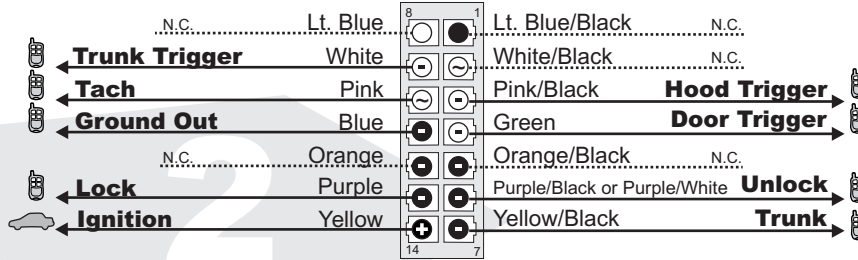 8 1
N.C. Lt. Blue Lt. Blue/Black N.C.
Trunk Trigger White White/Black N.C.
Tach Pink Pink/Black Hood Trigger
Ground Out Blue Green Door Trigger
N.C. Orange Orange/Black N.C.
Lock Purple Purple/Black or Purple/White Unlock
Ignition Yellow Yellow/Black Trunk
14 7
2